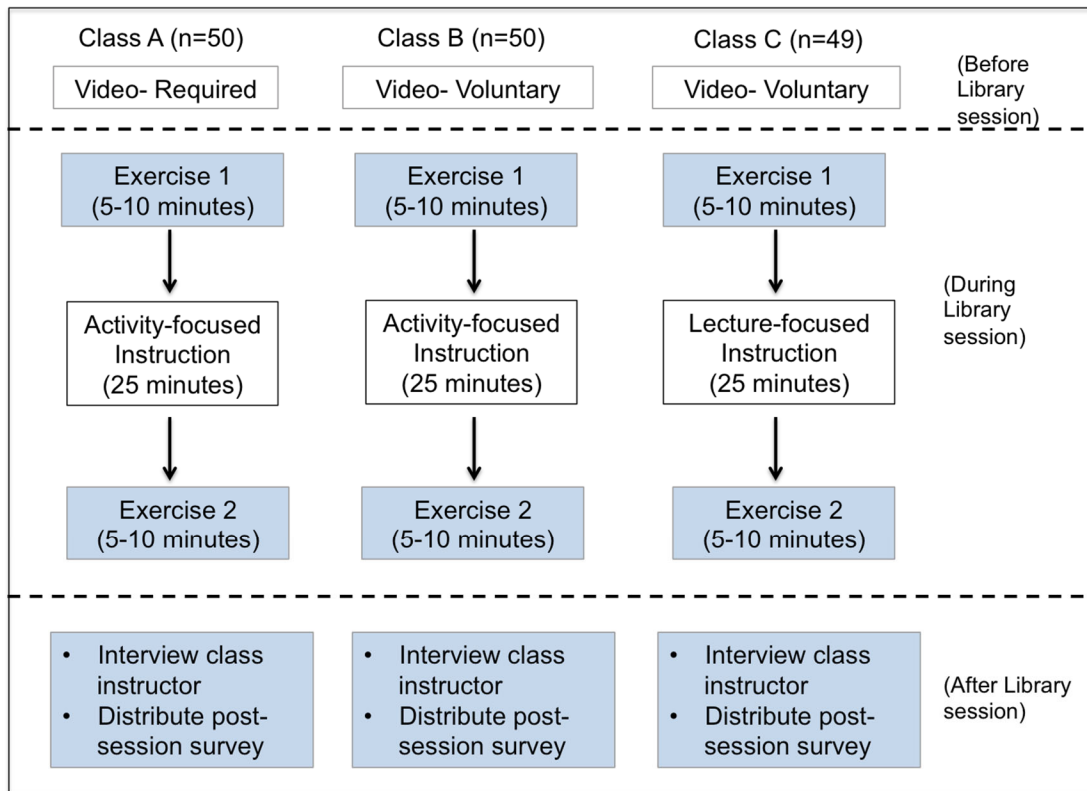 Class A (n=50)
Class B (n=50)
Class C (n=49)
Video- Required
Video- Voluntary
Video- Voluntary
(Before
Library
session)
Exercise 1
(5-10 minutes)
Exercise 1
(5-10 minutes)
Exercise 1
(5-10 minutes)
Activity-focused
Instruction
(25 minutes)
Activity-focused
Instruction
(25 minutes)
Lecture-focused
Instruction
(25 minutes)
(During
Library
session)
Exercise 2
(5-10 minutes)
Exercise 2
(5-10 minutes)
Exercise 2
(5-10 minutes)
• Interview class
instructor
• Distribute post-
session survey
• Interview class
instructor
• Distribute post-
session survey
• Interview class
instructor
• Distribute post-
session survey
(After Library
session)